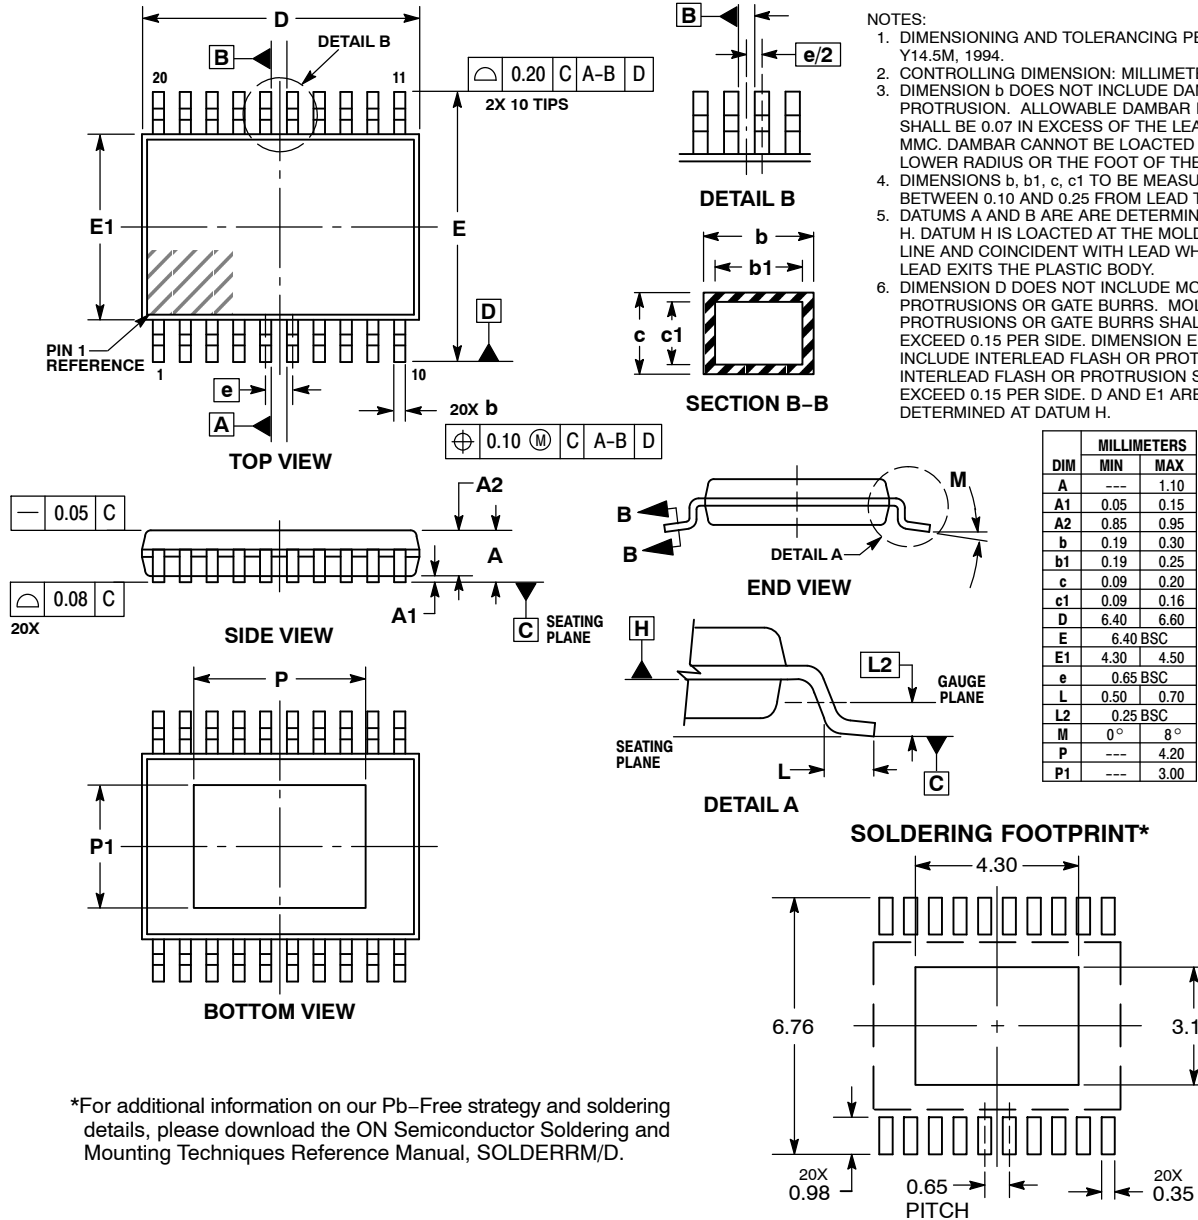 D
B
DETAIL B
20
11
0.20 C A-B D
2X 10 TIPS
E1
E
PIN 1
REFERENCE
1
10
D
e
20X b
A
0.10 Ⓜ C A-B D
TOP VIEW
B
e/2
DETAIL B
b
b1
c c1
SECTION B-B
NOTES:
1. DIMENSIONING AND TOLERANCING
Y14.5M, 1994.
2. CONTROLLING DIMENSION:
3. DIMENSION b DOES NOT INCLUDE
PROTRUSION. ALLOWABLE DAMBAR
SHALL BE 0.07 IN EXCESS OF THE
MMC. DAMBAR CANNOT BE LOACTED
LOWER RADIUS OR THE FOOT OF
4. DIMENSIONS b, b1, c, c1 TO BE
BETWEEN 0.10 AND 0.25 FROM LEAD
5. DATUMS A AND B ARE ARE
H. DATUM H IS LOACTED AT THE
LINE AND COINCIDENT WITH LEAD
LEAD EXITS THE PLASTIC BODY.
6. DIMENSION D DOES NOT INCLUDE
PROTRUSIONS OR GATE BURRS.
PROTRUSIONS OR GATE BURRS
EXCEED 0.15 PER SIDE. DIMENSION
INCLUDE INTERLEAD FLASH OR
INTERLEAD FLASH OR PROTRUSION
EXCEED 0.15 PER SIDE. D AND E1 ARE
DETERMINED AT DATUM H.
MILLIMETERS
DIM MIN MAX
A --- 1.10
A1 0.05 0.15
A2 0.85 0.95
b 0.19 0.30
b1 0.19 0.25
c 0.09 0.20
c1 0.09 0.16
D 6.40 6.60
E 6.40 BSC
E1 4.30 4.50
e 0.65 BSC
L 0.50 0.70
L2 0.25 BSC
M 0° 8°
P --- 4.20
P1 --- 3.00
0.05 C
A2
A
0.08 C
20X
A1
C SEATING
PLANE
SIDE VIEW
B
B
M
DETAIL A
END VIEW
H
L2
GAUGE
PLANE
SEATING
PLANE
L
C
DETAIL A
P
P1
BOTTOM VIEW
SOLDERING FOOTPRINT*
4.30
6.76
3.1
20X
0.98
0.65
PITCH
20X
0.35
*For additional information on our Pb-Free strategy and soldering
details, please download the ON Semiconductor Soldering and
Mounting Techniques Reference Manual, SOLDERRM/D.